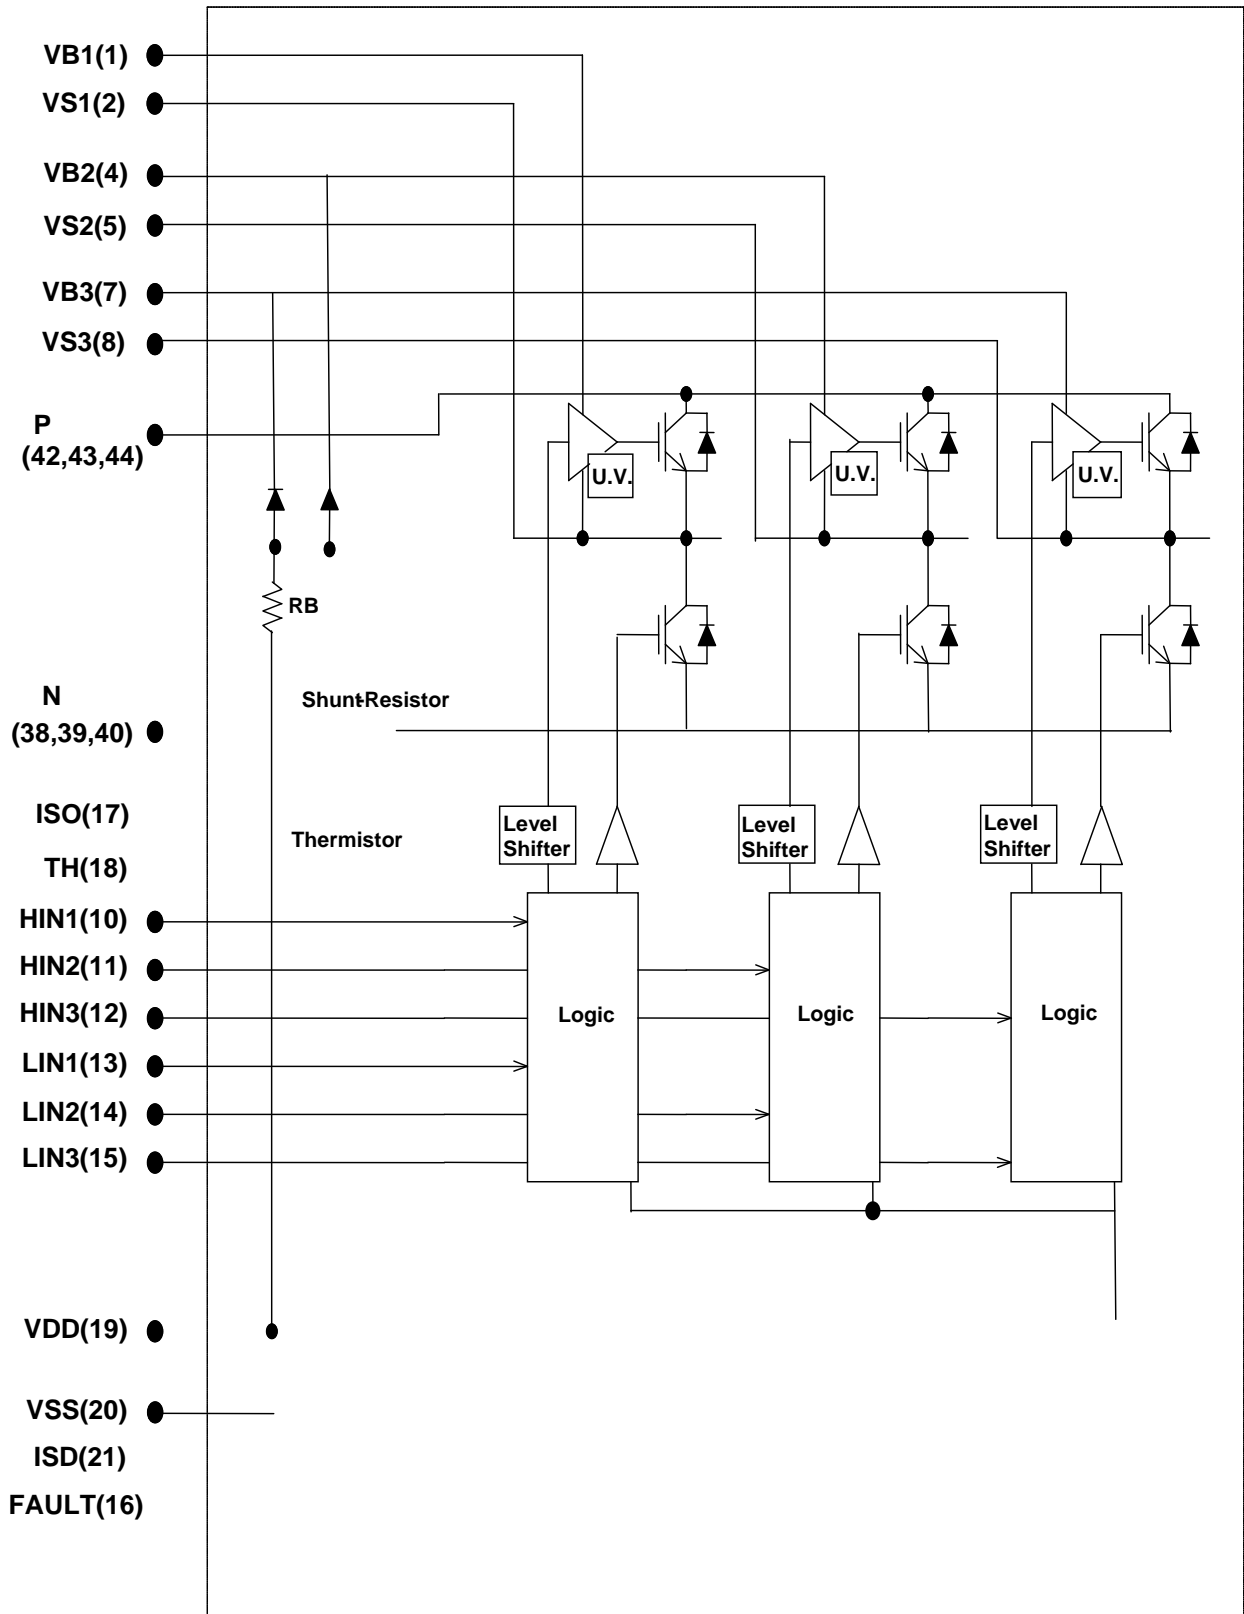 VB1(1)
VS1(2)
VB2(4)
VS2(5)
VB3(7)
VS3(8)
P
(42,43,44)
U.V.
U.V.
U.V.
RB
N
(38,39,40)
Shunt-Resistor
ISO(17)
Thermistor
TH(18)
Level
Shifter
Level
Shifter
Level
Shifter
HIN1(10)
HIN2(11)
HIN3(12)
LIN1(13)
LIN2(14)
LIN3(15)
Logic
Logic
Logic
VDD(19)
VSS(20)
ISD(21)
FAULT(16)